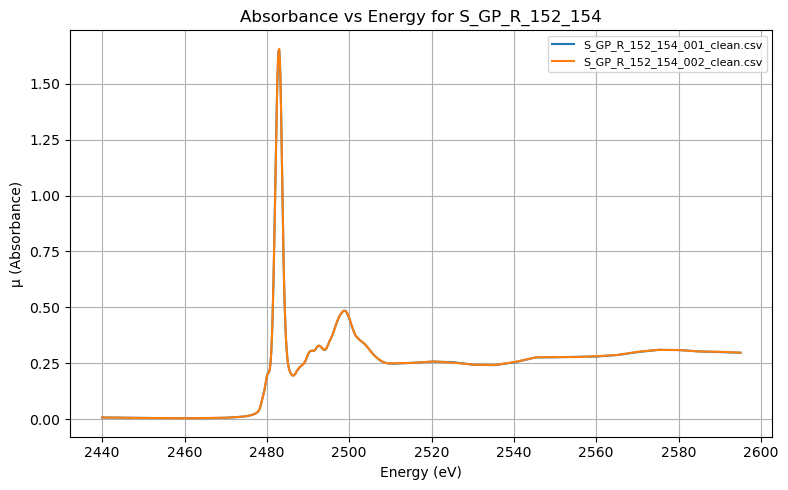 Absorbance vs Energy for S_GP_R_152_154
S_GP_R_152_154_001_clean.csv
S_GP_R_152_154_002_clean.csv
μ (Absorbance)
1.50
1.25
1.00
0.75
0.50
0.25
0.00
2440 2460 2480 2500 2520 2540 2560 2580 2600
Energy (eV)